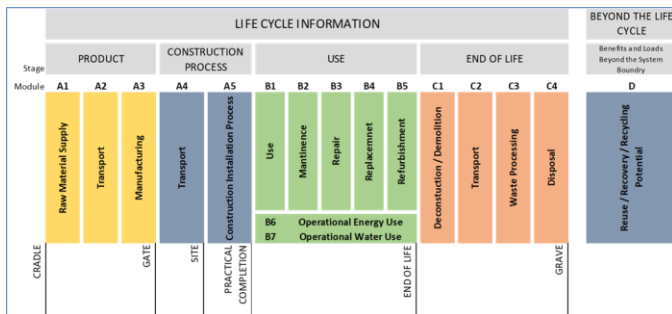 LIFE CYCLE INFORMATION
BEYOND THE LIFE
CYCLE
Stage
PRODUCT
CONSTRUCTION
PROCESS
USE
END OF LIFE
Benefits and Loads
Beyond the System
Boundry
Module
A1
A2
A3
A4
A5
B1
B2
B3
B4
B5
C1
C2
C3
C4
D
Raw Material Supply
Transport
Manufacturing
Transport
Construction Installation Process
Use
Mantinence
Repair
Replacemnet
Refurbishment
Deconstuction / Demolition
Transport
Waste Processing
Disposal
Reuse / Recovery / Recycling
Potential
B6 Operational Energy Use
B7 Operational Water Use
CRADLE
GATE
SITE
PRACTICAL
COMPLETION
END OF LIFE
GRAVE